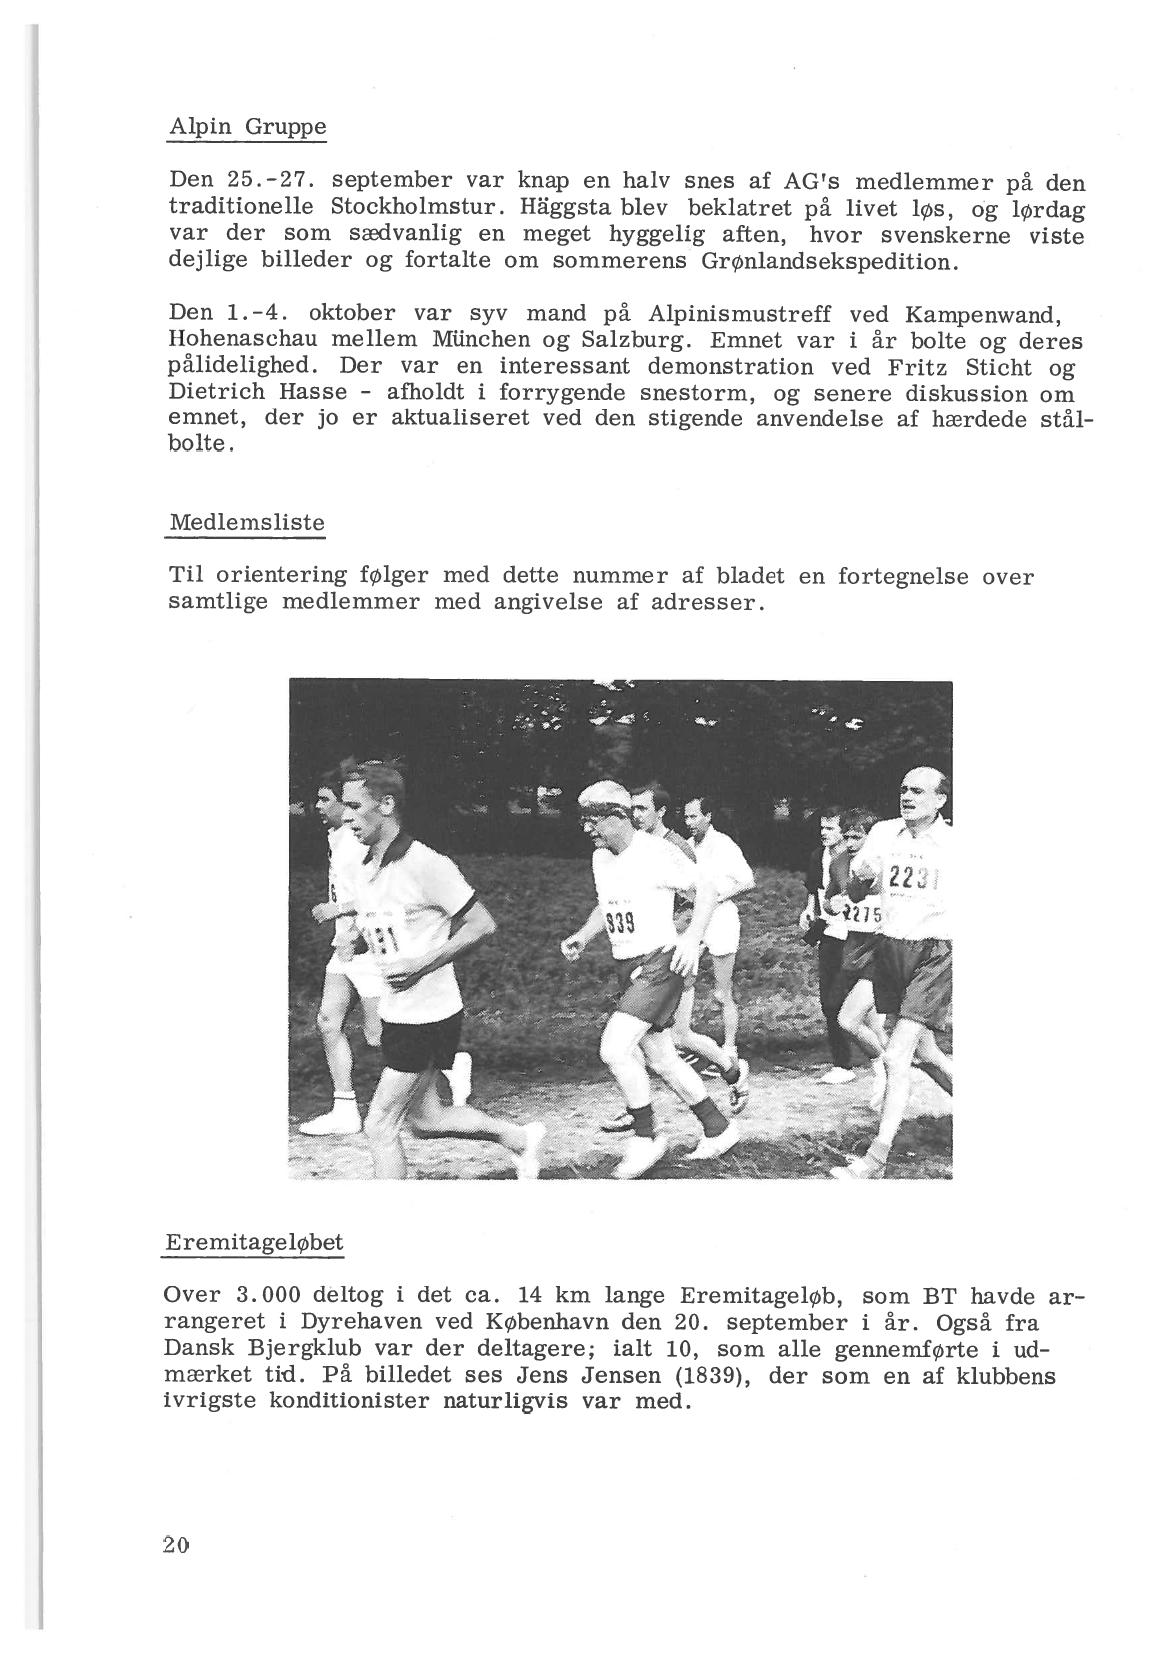 Alpin Gruppe
Den 25.-27. september var knap en halv snes af AG's medlemmer på den
traditionelle Stockholmstur. Häggsta blev beklatret på livet løs, og lørdag
var der som sædvanlig en meget hyggelig aften, hvor svenskerne viste
dejlige billeder og fortalte om sommerens Grønlandsekspedition.
Den 1.-4. oktober var syv mand på Alpinismustreff ved Kampenwand,
Hohenaschau mellem München og Salzburg. Emnet var i år bolte og deres
pålidelighed. Der var en interessant demonstration ved Fritz Sticht og
Dietrich Hasse - afholdt i forrygende snestorm, og senere diskussion om
emnet, der jo er aktualiseret ved den stigende anvendelse af hærdede stål-
bolte.
Medlemsliste
Til orientering følger med dette nummer af bladet en fortegnelse over
samtlige medlemmer med angivelse af adresser.
6
191
839
2275
2231
Eremitageløbet
Over 3.000 deltog i det ca. 14 km lange Eremitageløb, som BT havde ar-
rangeret i Dyrehaven ved København den 20. september i år. Også fra
Dansk Bjergklub var der deltagere; ialt 10, som alle gennemførte i ud-
mærket tid. På billedet ses Jens Jensen (1839), der som en af klubbens
ivrigste konditionister naturligvis var med.
20